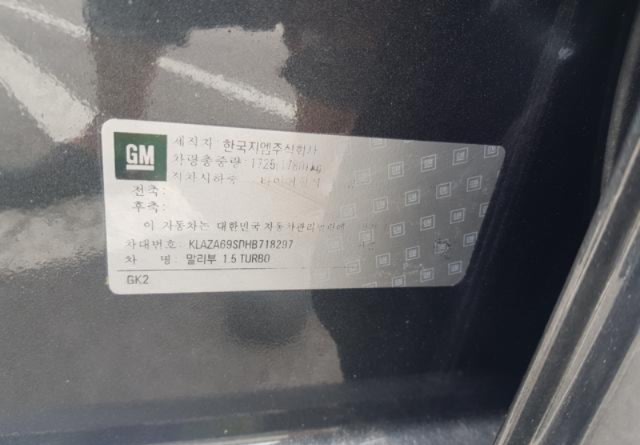 GM
제작자 한국지엠주식회사
차량총중량
전축:
후축:
이 자동차는 대한민국 자동차관리
차대번호: KLAZA69SDHB718297
차 명: 말리부 1.5 TURBO
GK2